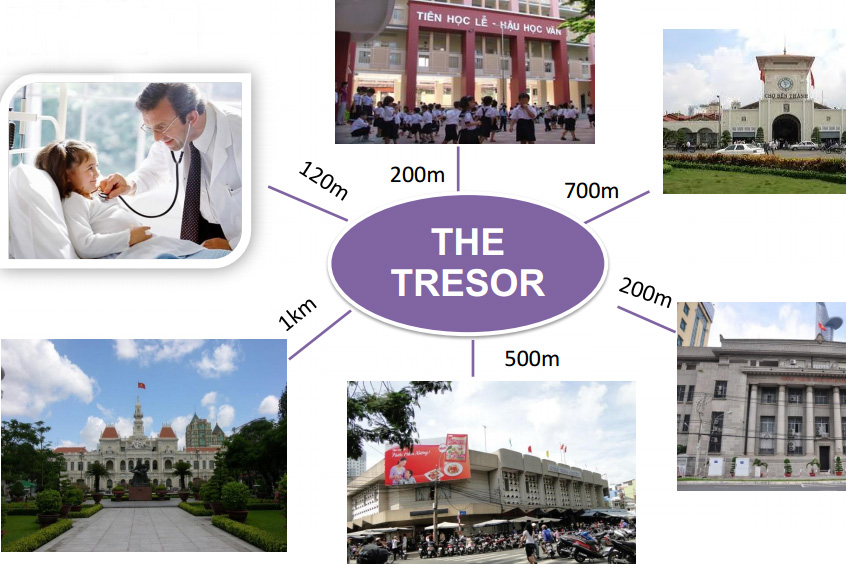 TIÊN HỌC LỄ - HẬU HỌC VĂN
CHỢ BẾN THÀNH
120m
200m
700m
THE
TRESOR
1km
200m
500m